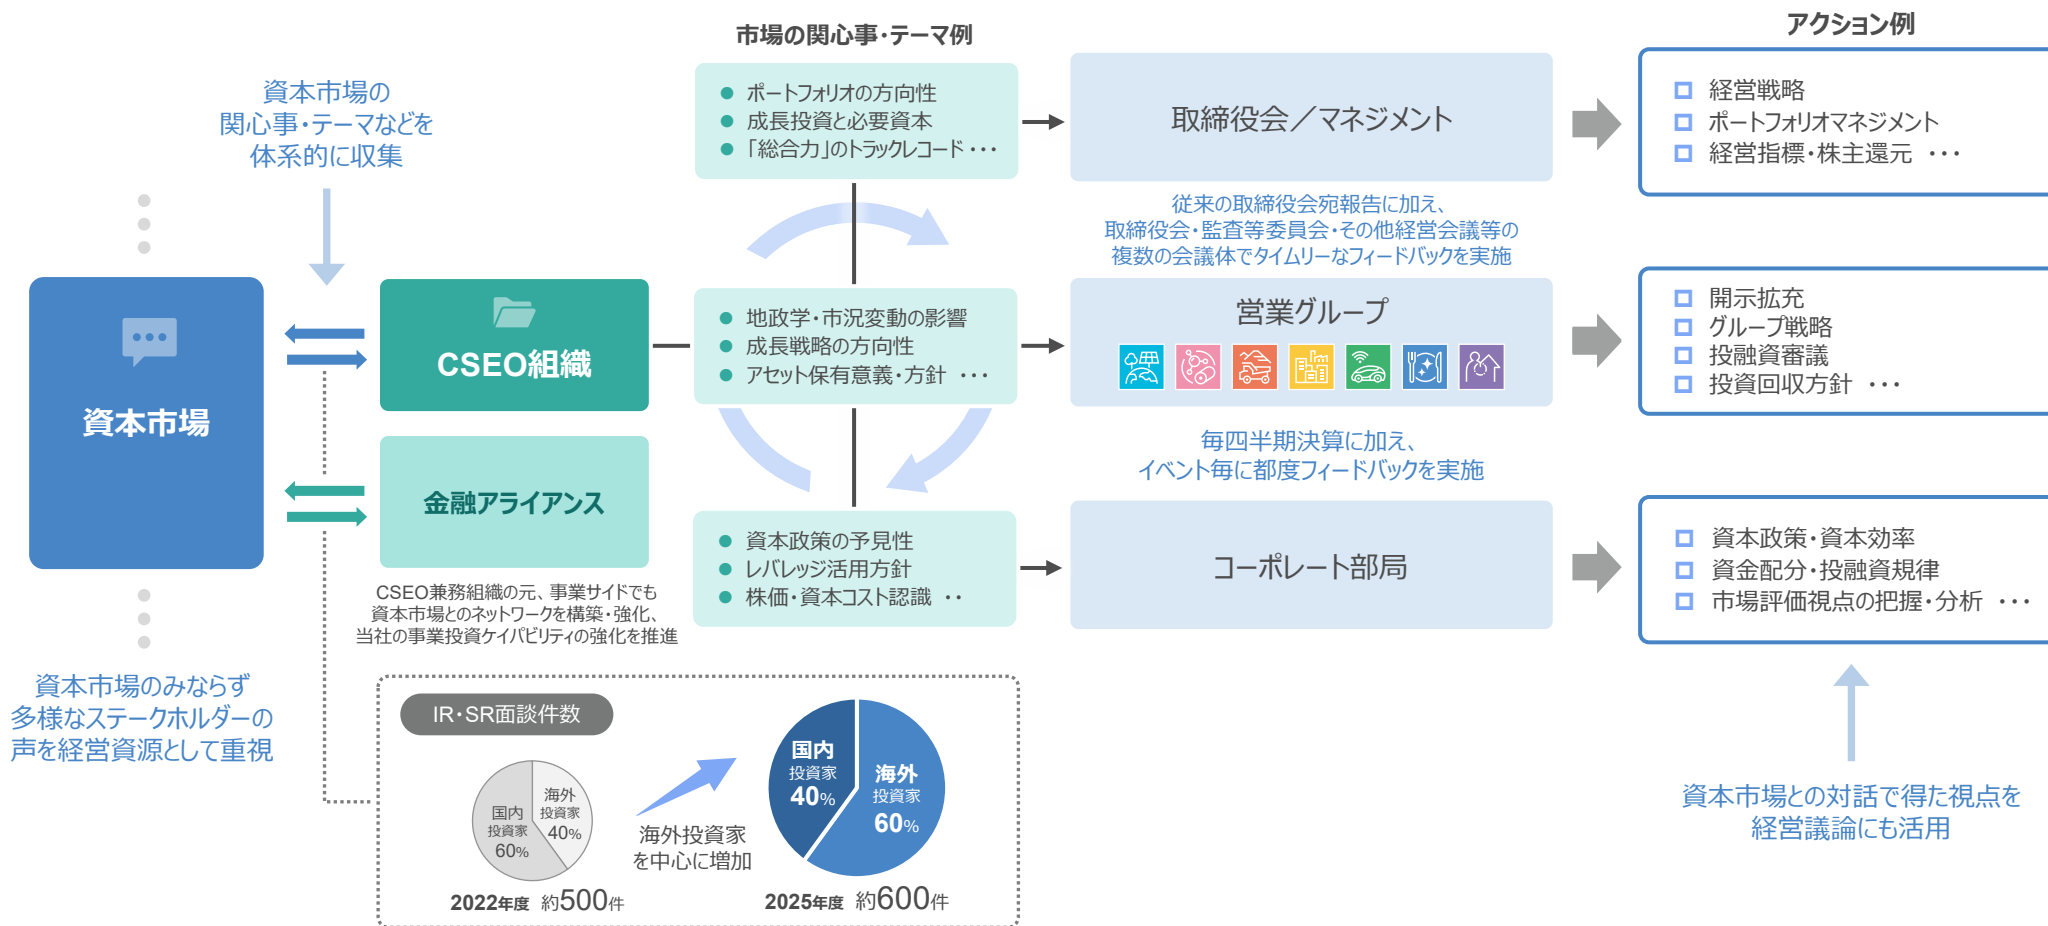 市場の関心事・テーマ例
アクション例
資本市場の
関心事・テーマなどを
体系的に収集
資本市場
資本市場のみならず
多様なステークホルダーの
声を経営資源として重視
CSEO組織
金融アライアンス
CSEO兼務組織の元、事業サイドでも
資本市場とのネットワークを構築・強化、
当社の事業投資ケイパビリティの強化を推進
ポートフォリオの方向性
成長投資と必要資本
「総合力」のトラックレコード・・・
地政学・市況変動の影響
成長戦略の方向性
アセット保有意義・方針 ・・・
資本政策の予見性
レバレッジ活用方針
株価・資本コスト認識 ・・
取締役会／マネジメント
従来の取締役会宛報告に加え、
取締役会・監査等委員会・その他経営会議等の
複数の会議体でタイムリーなフィードバックを実施
営業グループ
毎四半期決算に加え、
イベント毎に都度フィードバックを実施
コーポレート部局
経営戦略
ポートフォリオマネジメント
経営指標・株主還元 ・・・
開示拡充
グループ戦略
投融資審議
投資回収方針 ・・・
資本政策・資本効率
資金配分・投融資規律
市場評価視点の把握・分析 ・・・
資本市場との対話で得た視点を
経営議論にも活用
IR・SR面談件数
国内
投資家
60%
海外
投資家
40%
2022年度 約500件
海外投資家
を中心に増加
国内
投資家
40%
海外
投資家
60%
2025年度 約600件